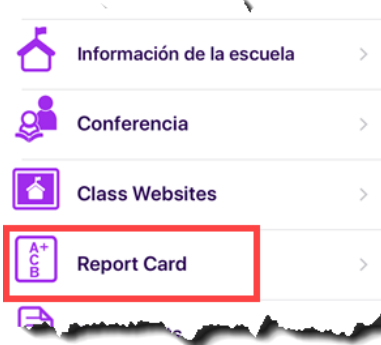 Información de la escuela
Conferencia
Class Websites
A+
C
B
Report Card